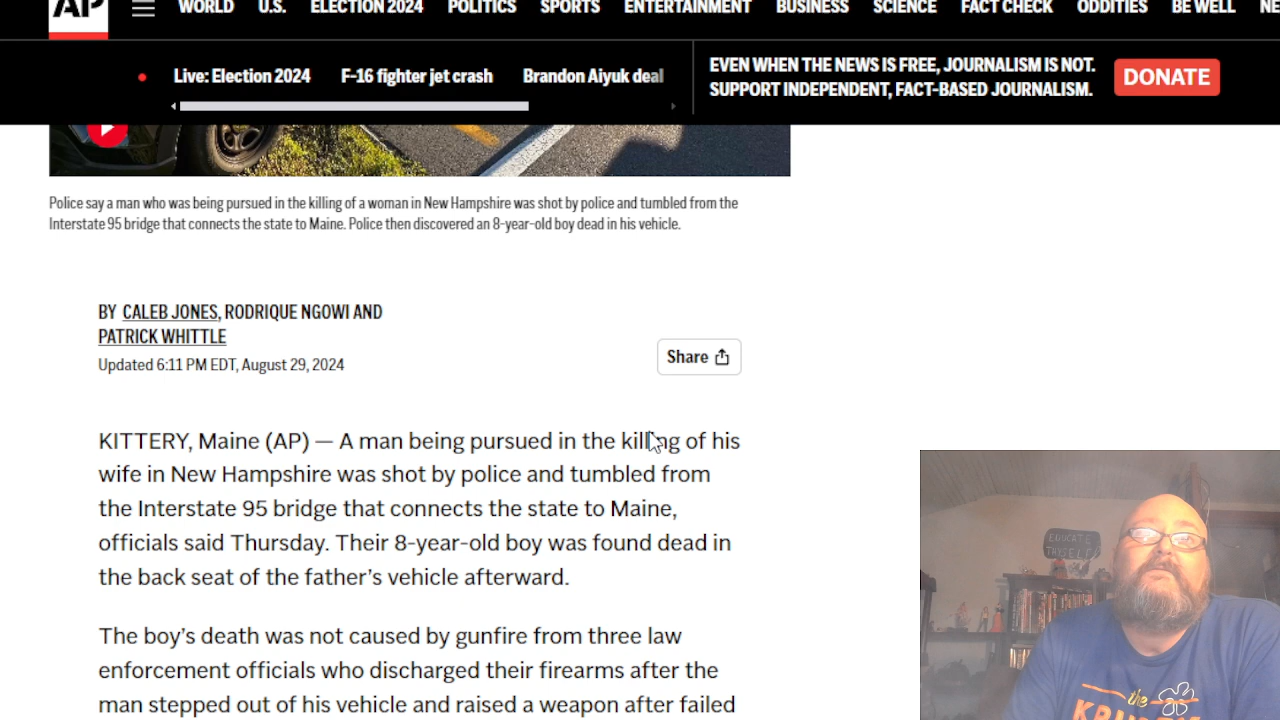 AP
WORLD U.S. ELECTION 2024 POLITICS SPORTS ENTERTAINMENT BUSINESS SCIENCE FACT CHECK ODDITIES BE WELL NE
Live: Election 2024 F-16 fighter jet crash Brandon Aiyuk deal
EVEN WHEN THE NEWS IS FREE, JOURNALISM IS NOT.
SUPPORT INDEPENDENT, FACT-BASED JOURNALISM.
DONATE
Police say a man who was being pursued in the killing of a woman in New Hampshire was shot by police and tumbled from the
Interstate 95 bridge that connects the state to Maine. Police then discovered an 8-year-old boy dead in his vehicle.
BY CALEB JONES, RODRIQUE NGOWI AND
PATRICK WHITTLE
Updated 6:11 PM EDT, August 29, 2024
Share
KITTERY, Maine (AP) — A man being pursued in the killing of his
wife in New Hampshire was shot by police and tumbled from
the Interstate 95 bridge that connects the state to Maine,
officials said Thursday. Their 8-year-old boy was found dead in
the back seat of the father's vehicle afterward.
The boy's death was not caused by gunfire from three law
enforcement officials who discharged their firearms after the
man stepped out of his vehicle and raised a weapon after failed
EDUCATE
THYSELF
the